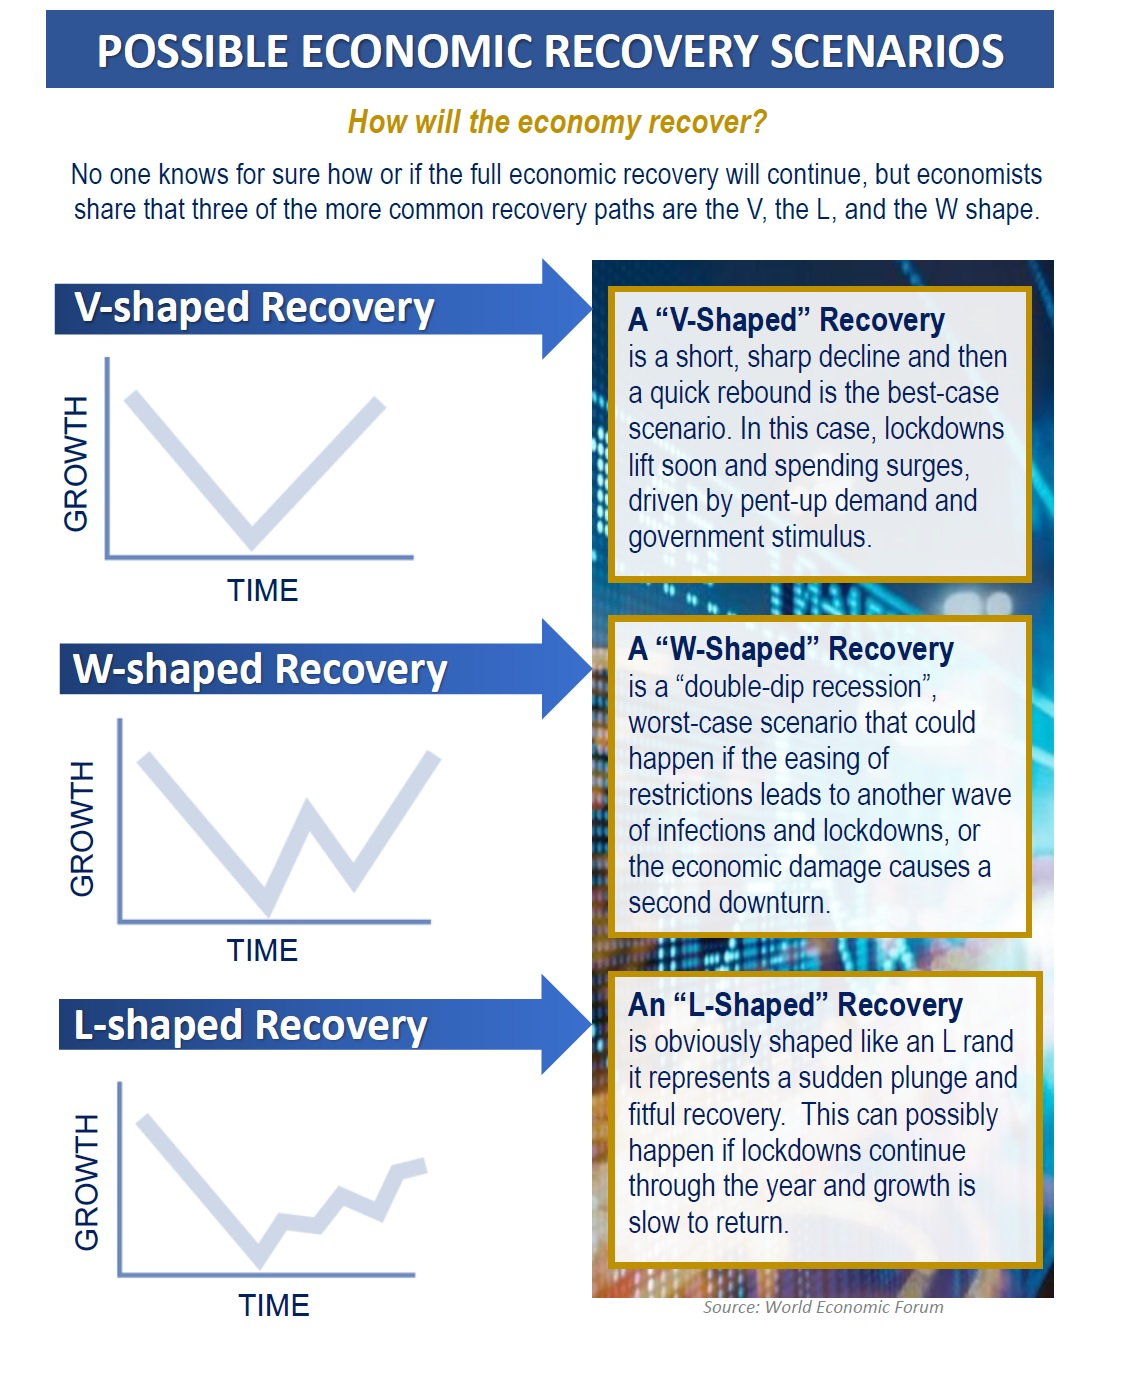 POSSIBLE ECONOMIC RECOVERY SCENARIOS
How will the economy recover?
No one knows for sure how or if the full economic recovery will continue, but economists
share that three of the more common recovery paths are the V, the L, and the W shape.
V-shaped Recovery
GROWTH
TIME
A “V-Shaped” Recovery
is a short, sharp decline and then
a quick rebound is the best-case
scenario. In this case, lockdowns
lift soon and spending surges,
driven by pent-up demand and
government stimulus.
W-shaped Recovery
GROWTH
TIME
A “W-Shaped” Recovery
is a “double-dip recession”,
worst-case scenario that could
happen if the easing of
restrictions leads to another wave
of infections and lockdowns, or
the economic damage causes a
second downturn.
L-shaped Recovery
GROWTH
TIME
An “L-Shaped” Recovery
is obviously shaped like an L rand
it represents a sudden plunge and
fitful recovery.  This can possibly
happen if lockdowns continue
through the year and growth is
slow to return.
Source: World Economic Forum